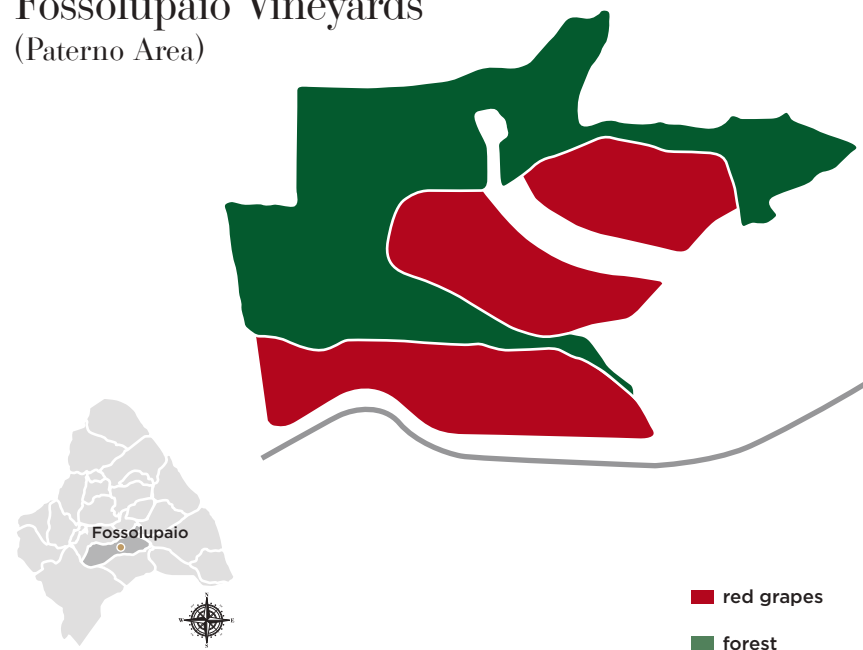 Fossolupaio Vineyards
(Paterno Area)
Fossolupaio
N
W
E
S
red grapes
forest